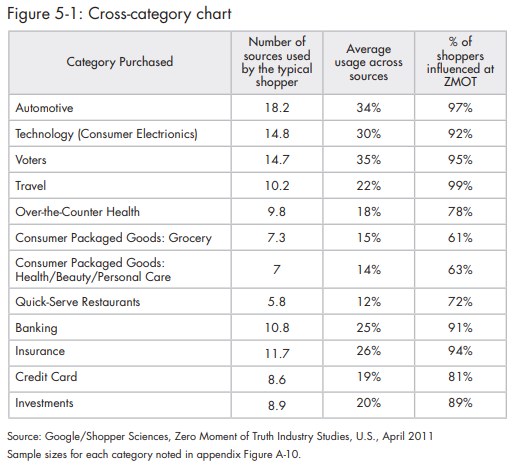 Figure 5-1: Cross-category chart
Category Purchased
Number of
sources used
by the typical
shopper
Average
usage across
sources
% of
shoppers
influenced at
ZMOT
Automotive 18.2 34% 97%
Technology (Consumer Electrionics) 14.8 30% 92%
Voters 14.7 35% 95%
Travel 10.2 22% 99%
Over-the-Counter Health 9.8 18% 78%
Consumer Packaged Goods: Grocery 7.3 15% 61%
Consumer Packaged Goods:
Health/Beauty/Personal Care 7 14% 63%
Quick-Serve Restaurants 5.8 12% 72%
Banking 10.8 25% 91%
Insurance 11.7 26% 94%
Credit Card 8.6 19% 81%
Investments 8.9 20% 89%
Source: Google/Shopper Sciences, Zero Moment of Truth Industry Studies, U.S., April 2011
Sample sizes for each category noted in appendix Figure A-10.